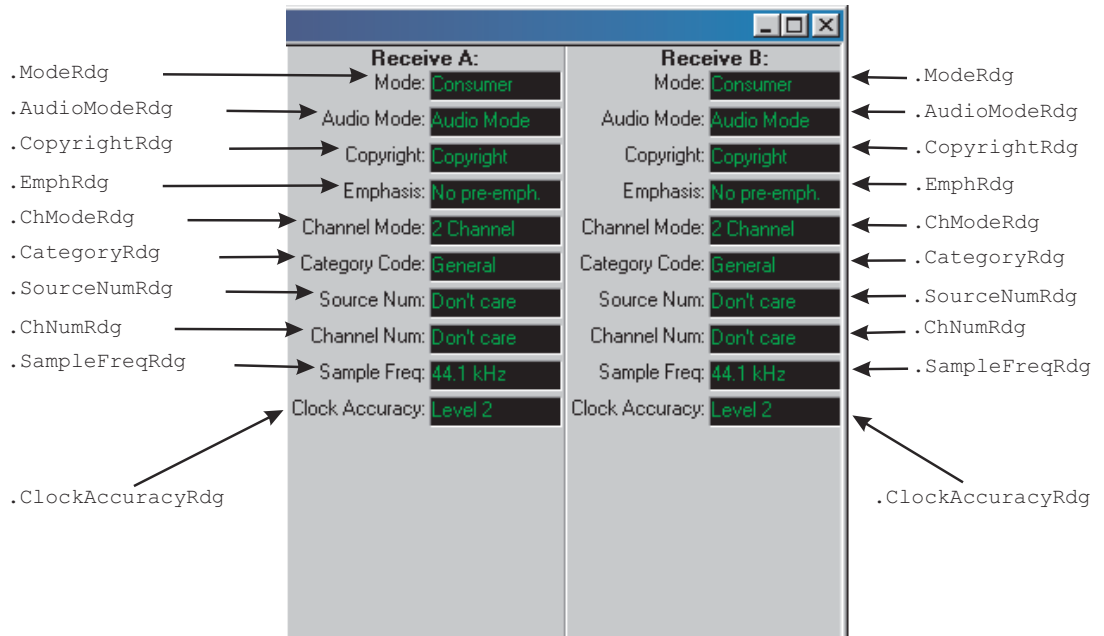 Receive A: Receive B:
.ModeRdg Mode: Consumer Mode: Consumer .ModeRdg
.AudioModeRdg Audio Mode: Audio Mode Audio Mode: Audio Mode .AudioModeRdg
.CopyrightRdg Copyright: Copyright Copyright: Copyright .CopyrightRdg
.EmphRdg Emphasis: No pre-emph. Emphasis: No pre-emph. .EmphRdg
.ChModeRdg Channel Mode: 2 Channel Channel Mode: 2 Channel .ChModeRdg
.CategoryRdg Category Code: General Category Code: General .CategoryRdg
.SourceNumRdg Source Num: Don't care Source Num: Don't care .SourceNumRdg
.ChNumRdg Channel Num: Don't care Channel Num: Don't care .ChNumRdg
.SampleFreqRdg Sample Freq: 44.1 kHz Sample Freq: 44.1 kHz .SampleFreqRdg
Clock Accuracy: Level 2 Clock Accuracy: Level 2
.ClockAccuracyRdg .ClockAccuracyRdg